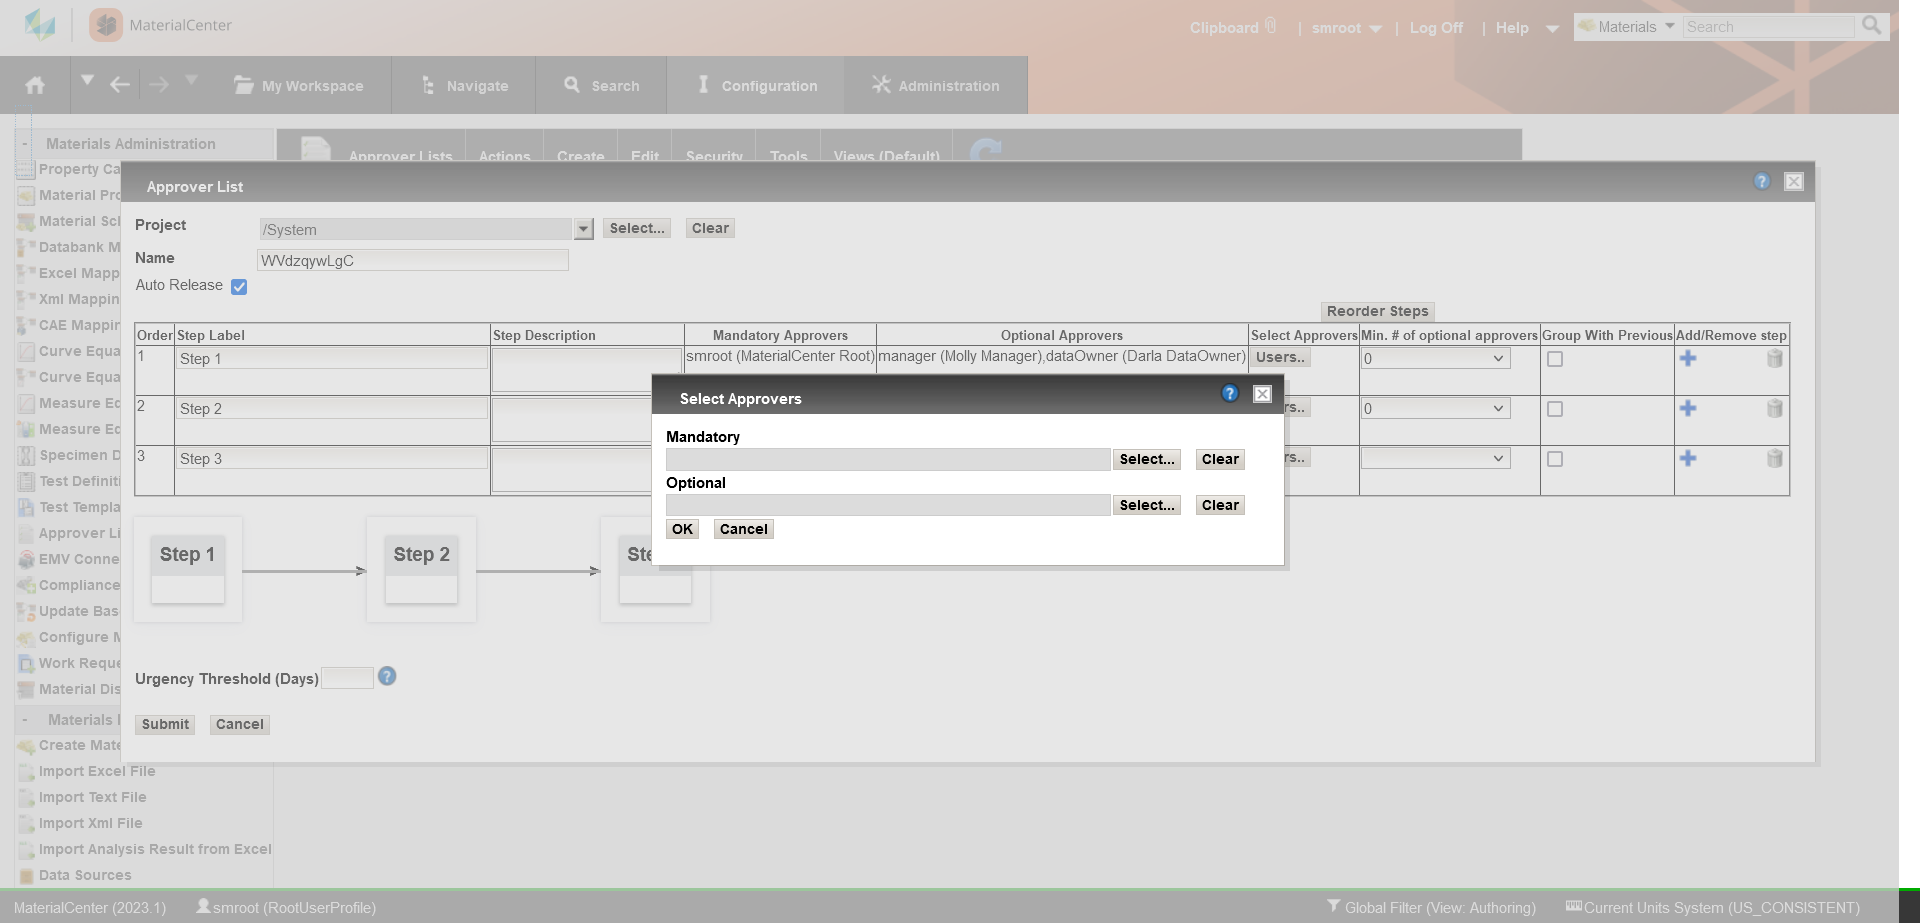 MaterialCenter
Clipboard | smroot | Log Off | Help Materials Search
My Workspace Navigate Search Configuration Administration
- Materials Administration
Approver Lists Actions Create Edit Security Tools Views (Default)
Property Ca
Material Pro
Material Sch
Databank M
Excel Mapp
Xml Mappin
CAE Mappin
Curve Equa
Curve Equa
Measure Ec
Measure Ec
Specimen D
Test Definiti
Test Templa
Approver Li
EMV Conne
Compliance
Update Bas
Configure M
Work Reque
Material Dis
- Materials
Create Mate
Import Excel File
Import Text File
Import Xml File
Import Analysis Result from Excel
Data Sources
Approver List ?
Project /System Select... Clear
Name WVdzqywLgC
Auto Release
Reorder Steps
Order Step Label Step Description Mandatory Approvers Optional Approvers Select Approvers Min. # of optional approvers Group With Previous Add/Remove step
1 Step 1 smroot (MaterialCenter Root) manager (Molly Manager),dataOwner (Darla DataOwner) Users.. 0
2 Step 2 rs.. 0
3 Step 3 rs..
Select Approvers ?
Mandatory
Select... Clear
Optional
Select... Clear
OK Cancel
Step 1 Step 2 Ste
Urgency Threshold (Days) ?
Submit Cancel
MaterialCenter (2023.1) smroot (RootUserProfile) Global Filter (View: Authoring) Current Units System (US_CONSISTENT)